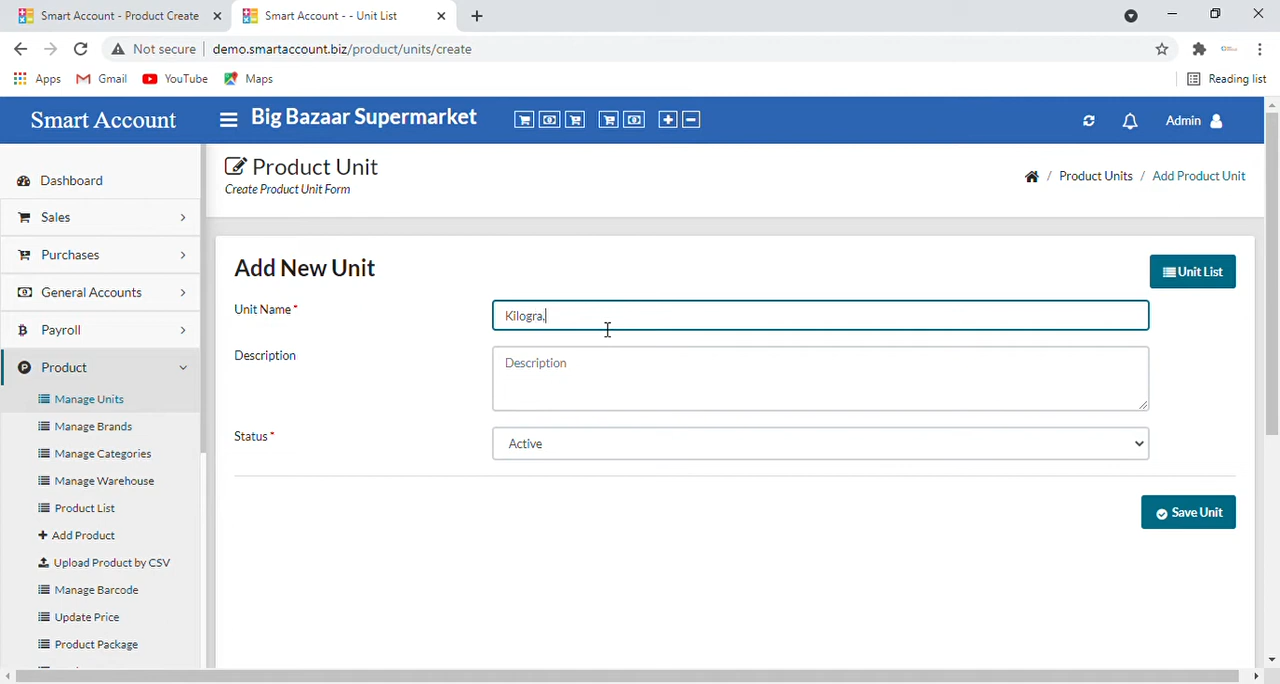 Smart Account - Product Create
Smart Account - - Unit List
Not secure
demo.smartaccount.biz/product/units/create
Apps
Gmail
YouTube
Maps
Reading list
Smart Account
Big Bazaar Supermarket
Admin
Dashboard
Sales
Purchases
General Accounts
Payroll
Product
Manage Units
Manage Brands
Manage Categories
Manage Warehouse
Product List
Add Product
Upload Product by CSV
Manage Barcode
Update Price
Product Package
Product Unit
Create Product Unit Form
/ Product Units / Add Product Unit
Add New Unit
Unit List
Unit Name*
Kilogra,
Description
Description
Status*
Active
Save Unit